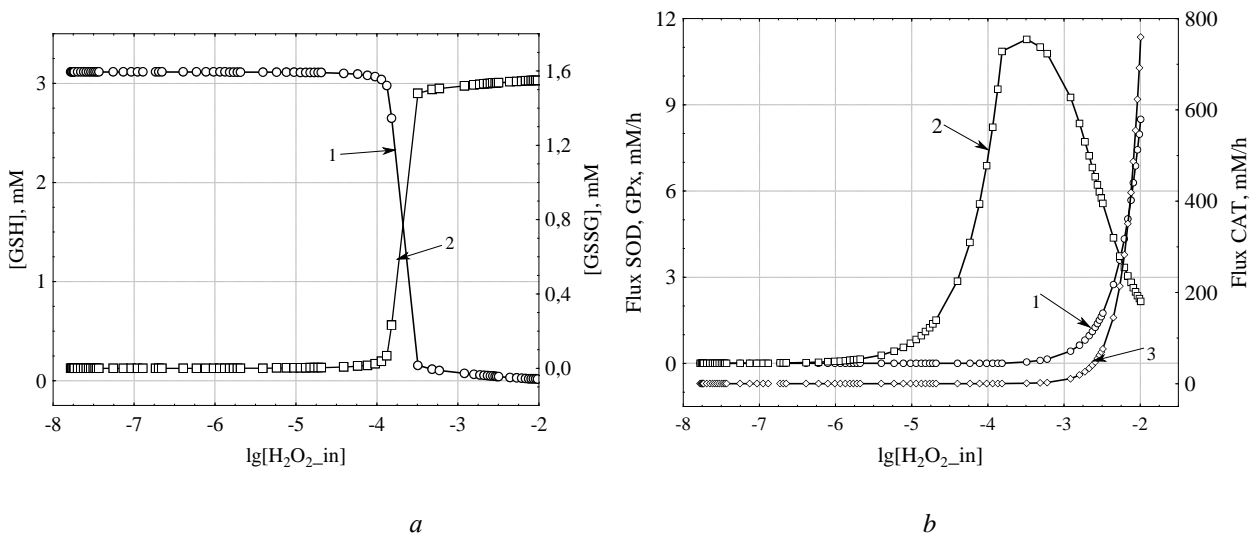 [GSH], mM
3
2
1
0
1,6
1,2
0,8
0,4
0,0
[GSSG], mM
1
2
-8 -7 -6 -5 -4 -3 -2
lg[H₂O₂_in]
a
Flux SOD, GPx, mM/h
12
9
6
3
0
800
600
400
200
0
Flux CAT, mM/h
2
1
3
-8 -7 -6 -5 -4 -3 -2
lg[H₂O₂_in]
b